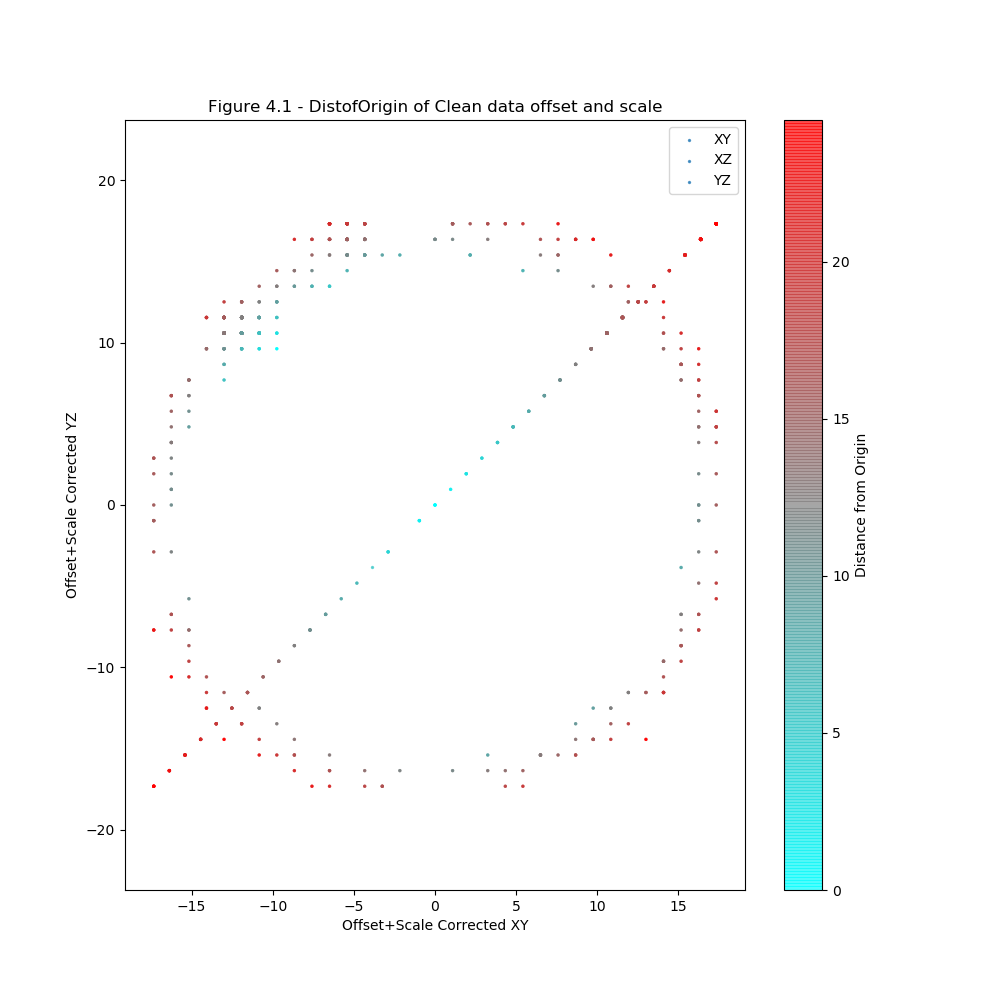 Figure 4.1 - DistofOrigin of Clean data offset and scale
XY
XZ
YZ
20
10
0
−10
−20
Offset+Scale Corrected YZ
−15 −10 −5 0 5 10 15
Offset+Scale Corrected XY
20
15
10
5
0
Distance from Origin